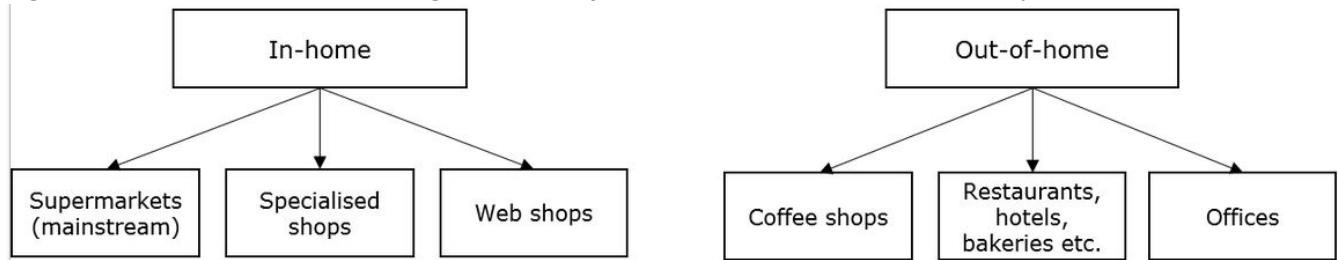 In-home
Out-of-home
Supermarkets
(mainstream)
Specialised
shops
Web shops
Coffee shops
Restaurants,
hotels,
bakeries etc.
Offices